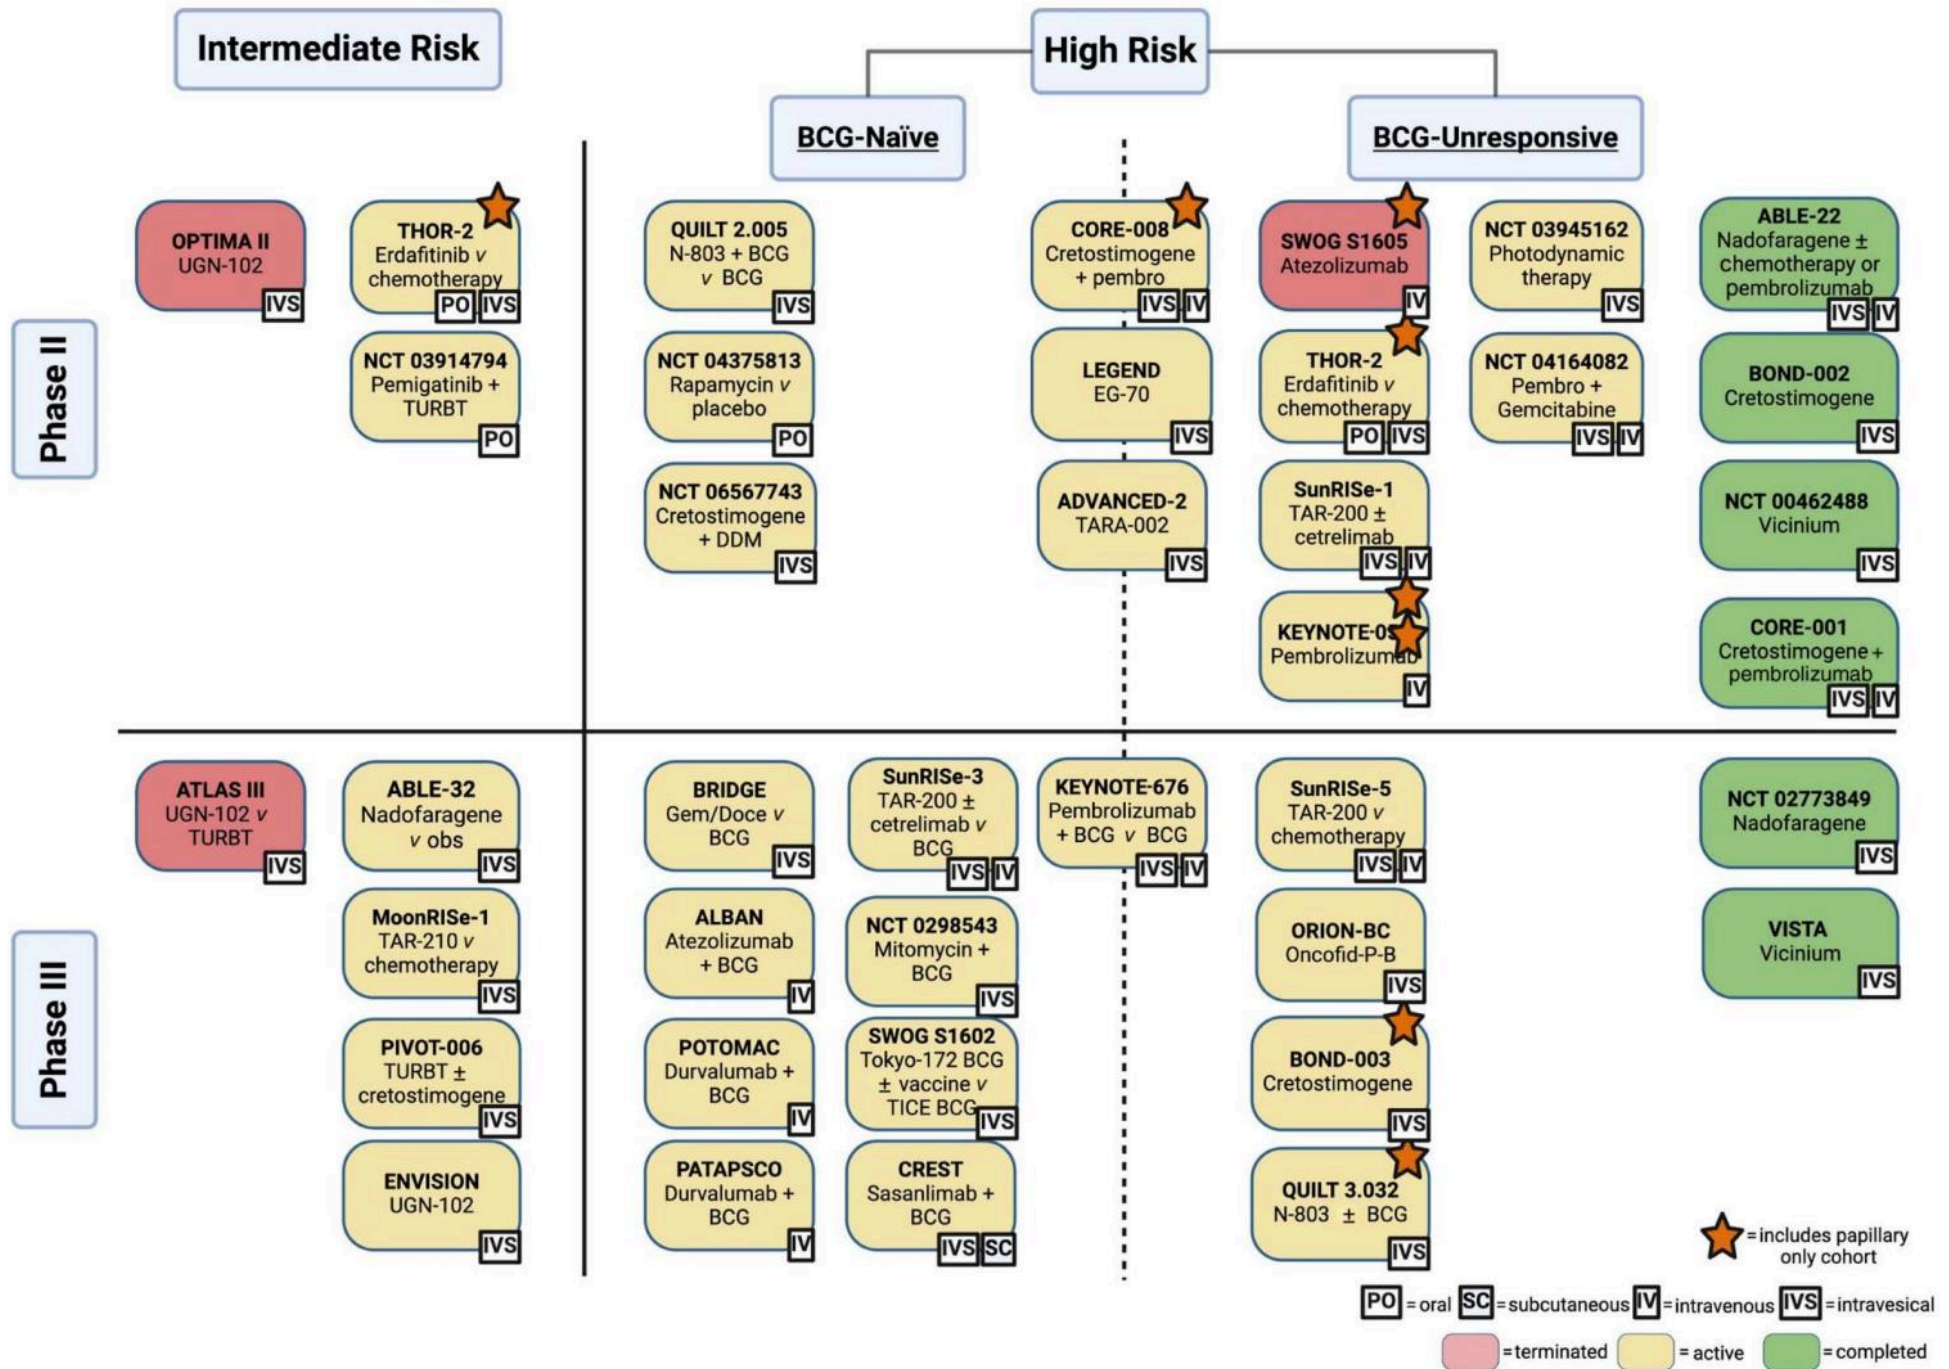 Intermediate Risk
High Risk
BCG-Naïve
BCG-Unresponsive
Phase II
OPTIMA II
UGN-102
IVS
THOR-2
Erdafitinib v
chemotherapy
PO IVS
NCT 03914794
Pemigatinib +
TURBT
PO
QUILT 2.005
N-803 + BCG
v BCG
IVS
NCT 04375813
Rapamycin v
placebo
PO
NCT 06567743
Cretostimogene
+ DDM
IVS
CORE-008
Cretostimogene
+ pembro
IVS IV
LEGEND
EG-70
IVS
ADVANCED-2
TARA-002
IVS
SWOG S1605
Atezolizumab
IV
THOR-2
Erdafitinib v
chemotherapy
PO IVS
SunRISe-1
TAR-200 ±
cetrelimab
IVS IV
Pembrolizumab
IV
NCT 03945162
Photodynamic
therapy
IVS
NCT 04164082
Pembro +
Gemcitabine
IVS IV
ABLE-22
Nadofaragene ±
chemotherapy or
pembrolizumab
IVS IV
BOND-002
Cretostimogene
IVS
NCT 00462488
Vicinium
IVS
CORE-001
Cretostimogene +
pembrolizumab
IVS IV
Phase III
ATLAS III
UGN-102 v
TURBT
IVS
ABLE-32
Nadofaragene
v obs
IVS
MoonRISe-1
TAR-210 v
chemotherapy
IVS
PIVOT-006
TURBT ±
cretostimogene
IVS
ENVISION
UGN-102
IVS
BRIDGE
Gem/Doce v
BCG
IVS
ALBAN
Atezolizumab
+ BCG
IV
POTOMAC
Durvalumab +
BCG
IV
PATAPSCO
Durvalumab +
BCG
IV
SunRISe-3
TAR-200 ±
cetrelimab v
BCG
IVS IV
NCT 0298543
Mitomycin +
BCG
IVS
SWOG S1602
Tokyo-172 BCG
± vaccine v
TICE BCG
IVS
CREST
Sasanlimab +
BCG
IVS SC
KEYNOTE-676
Pembrolizumab
+ BCG v BCG
IVS IV
SunRISe-5
TAR-200 v
chemotherapy
IVS IV
ORION-BC
Oncofid-P-B
IVS
BOND-003
Cretostimogene
IVS
QUILT 3.032
N-803 ± BCG
IVS
NCT 02773849
Nadofaragene
IVS
VISTA
Vicinium
IVS
=includes papillary
only cohort
PO =oral SC =subcutaneous IV =intravenous IVS =intravesical
=terminated = active =completed